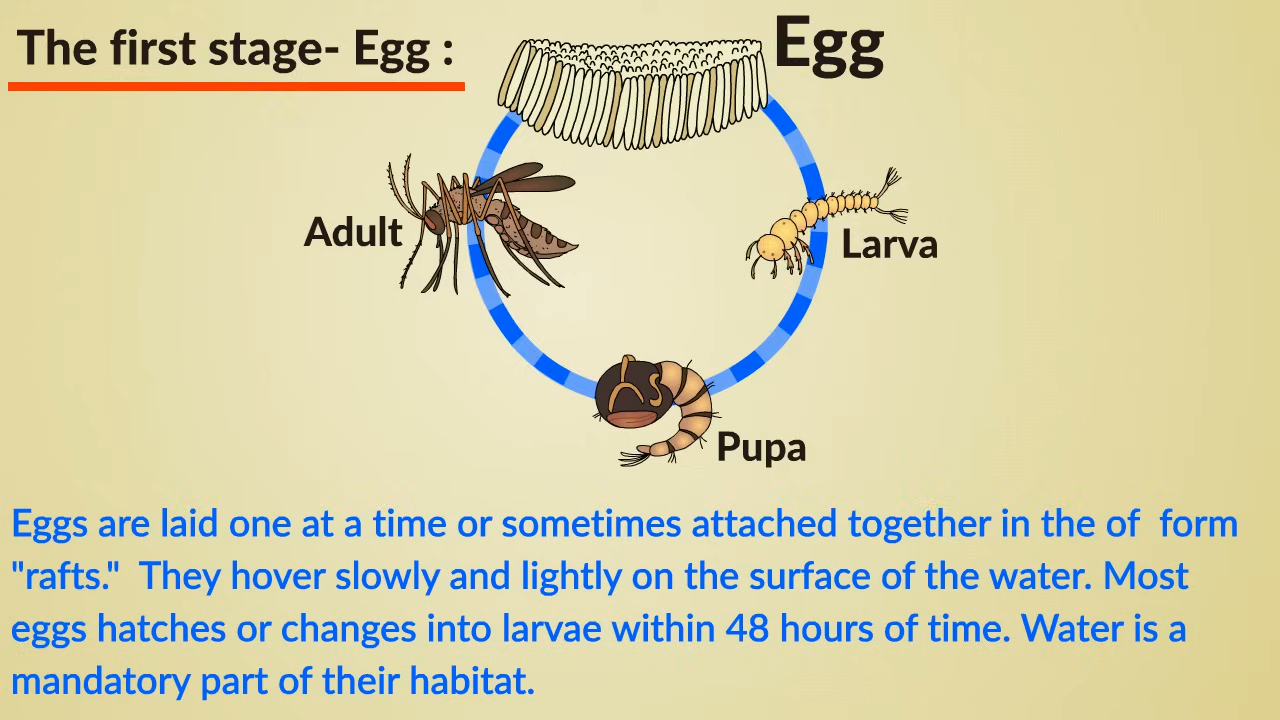 The first stage- Egg :
Egg
Adult
Larva
Pupa
Eggs are laid one at a time or sometimes attached together in the of  form
"rafts."  They hover slowly and lightly on the surface of the water. Most
eggs hatches or changes into larvae within 48 hours of time. Water is a
mandatory part of their habitat.